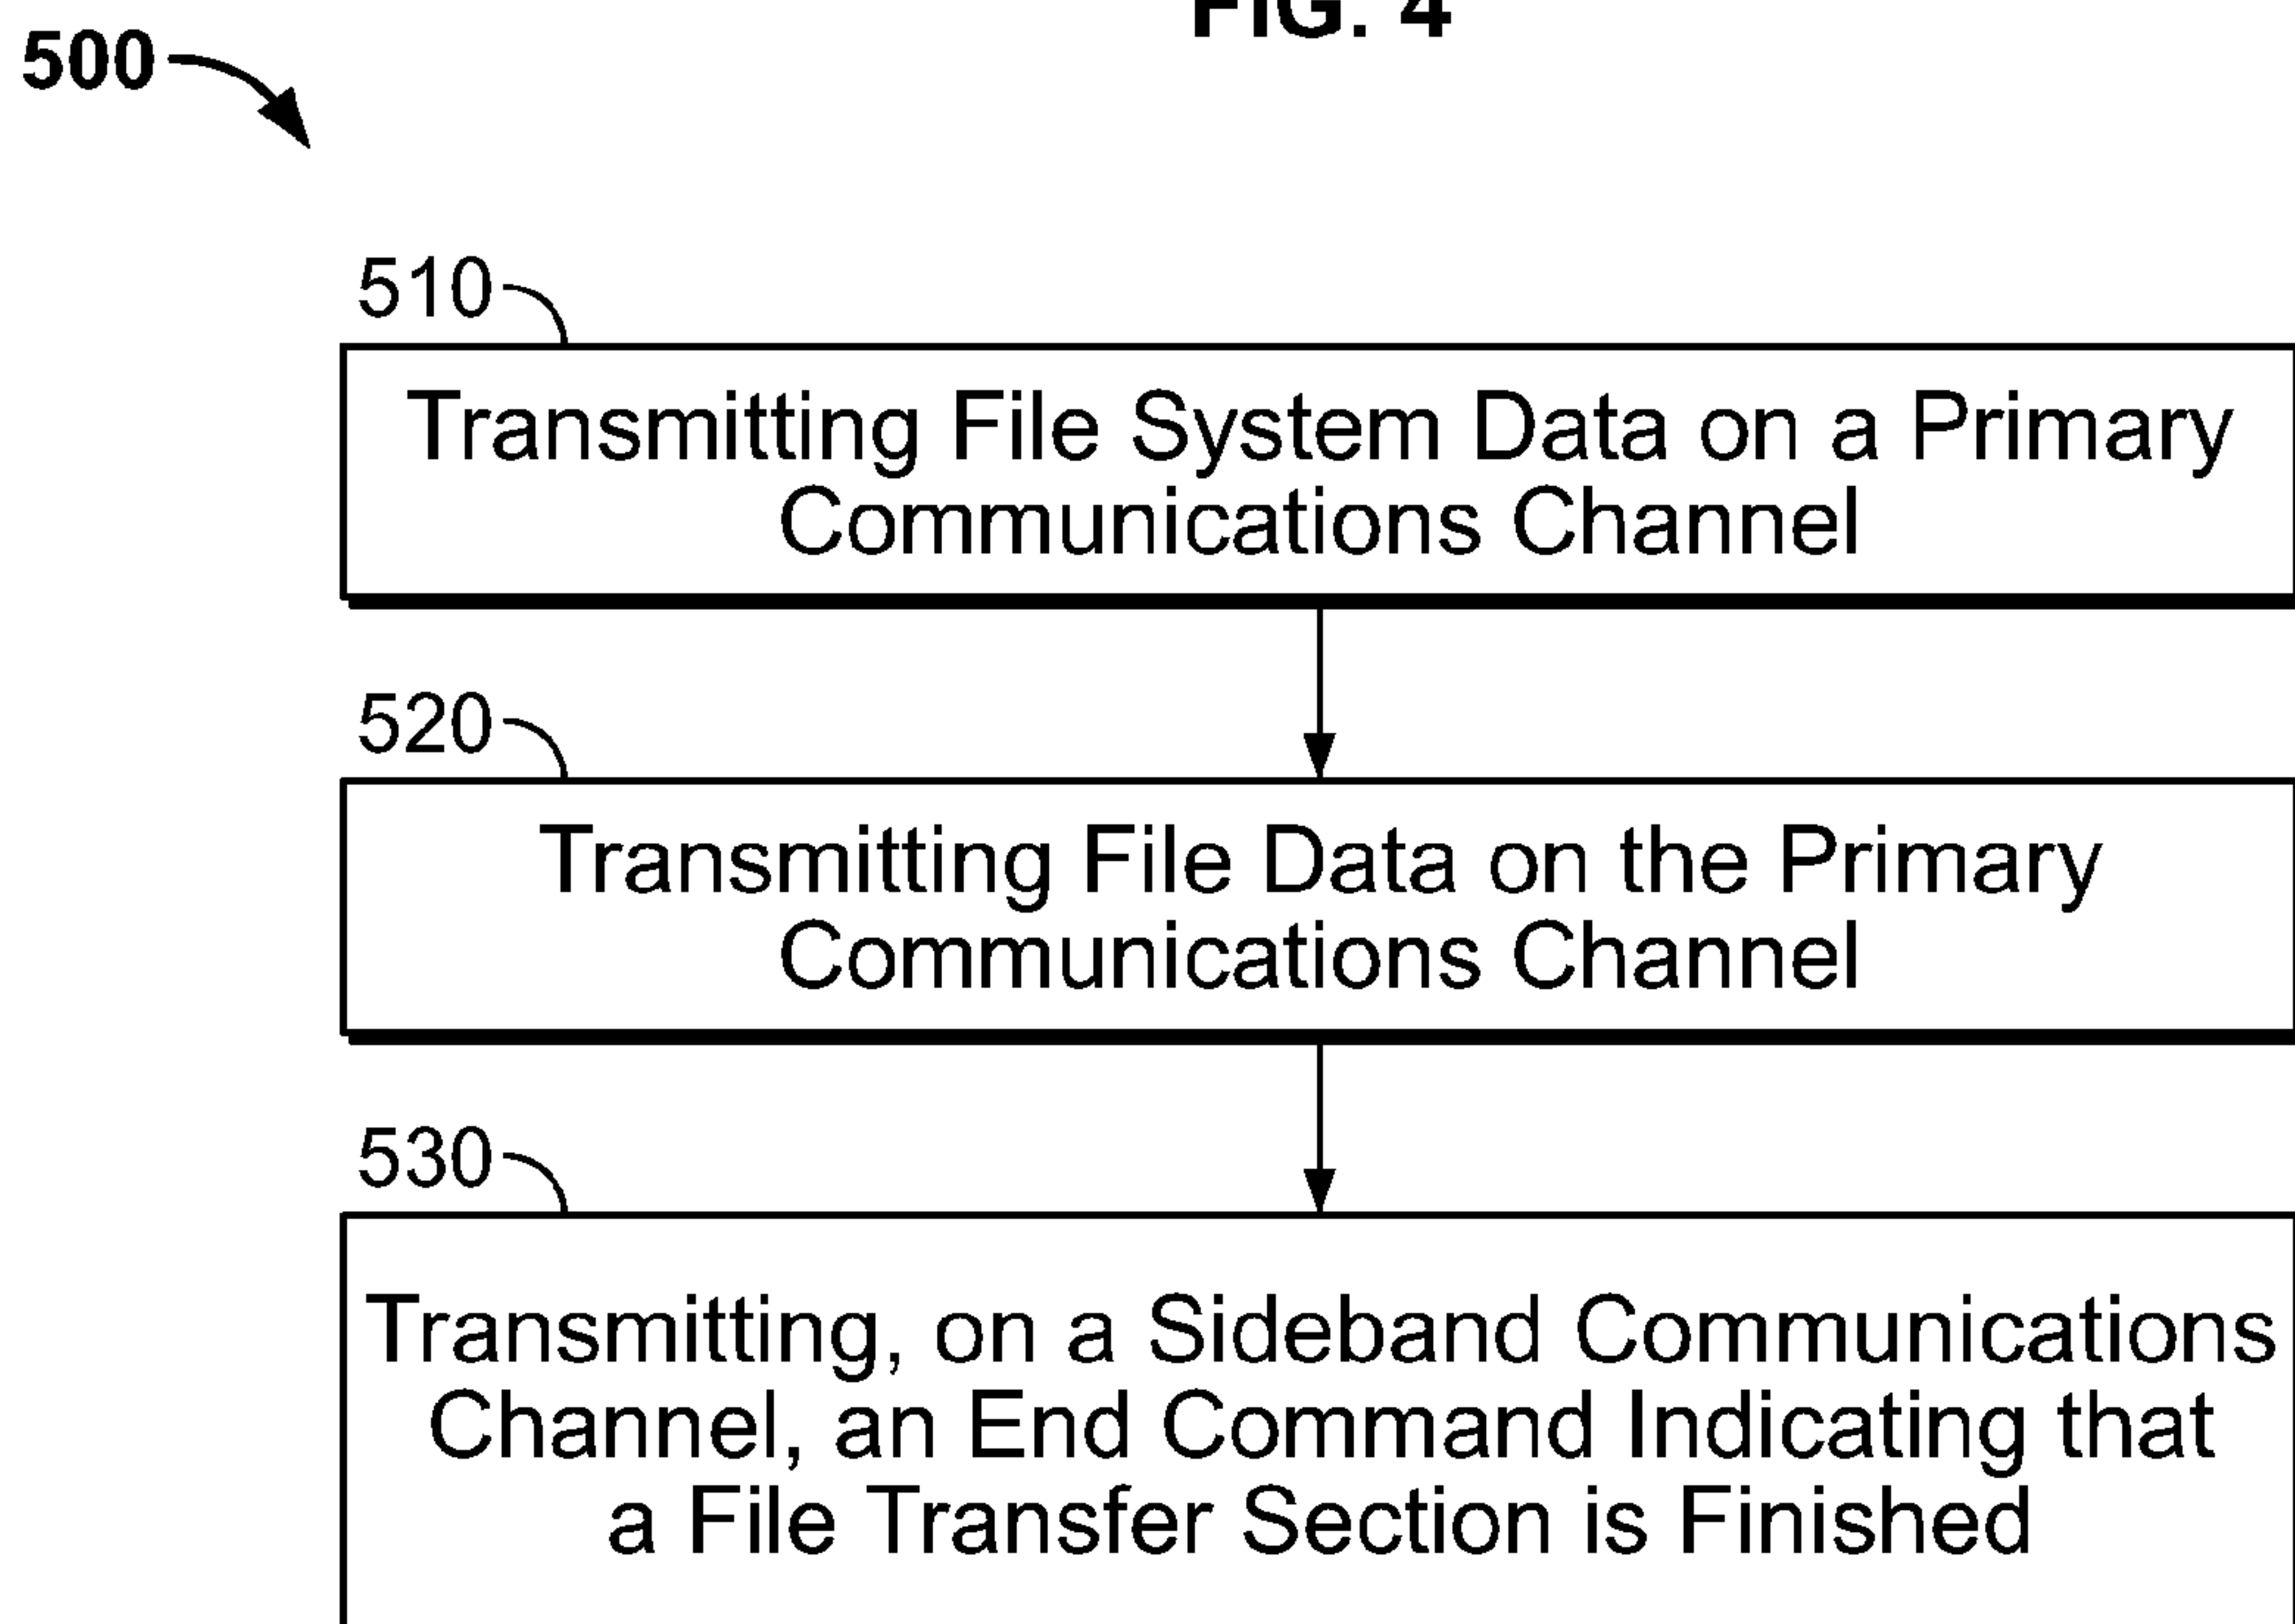 FIG. 4
500
510
Transmitting File System Data on a Primary
Communications Channel
520
Transmitting File Data on the Primary
Communications Channel
530
Transmitting, on a Sideband Communications
Channel, an End Command Indicating that
a File Transfer Section is Finished